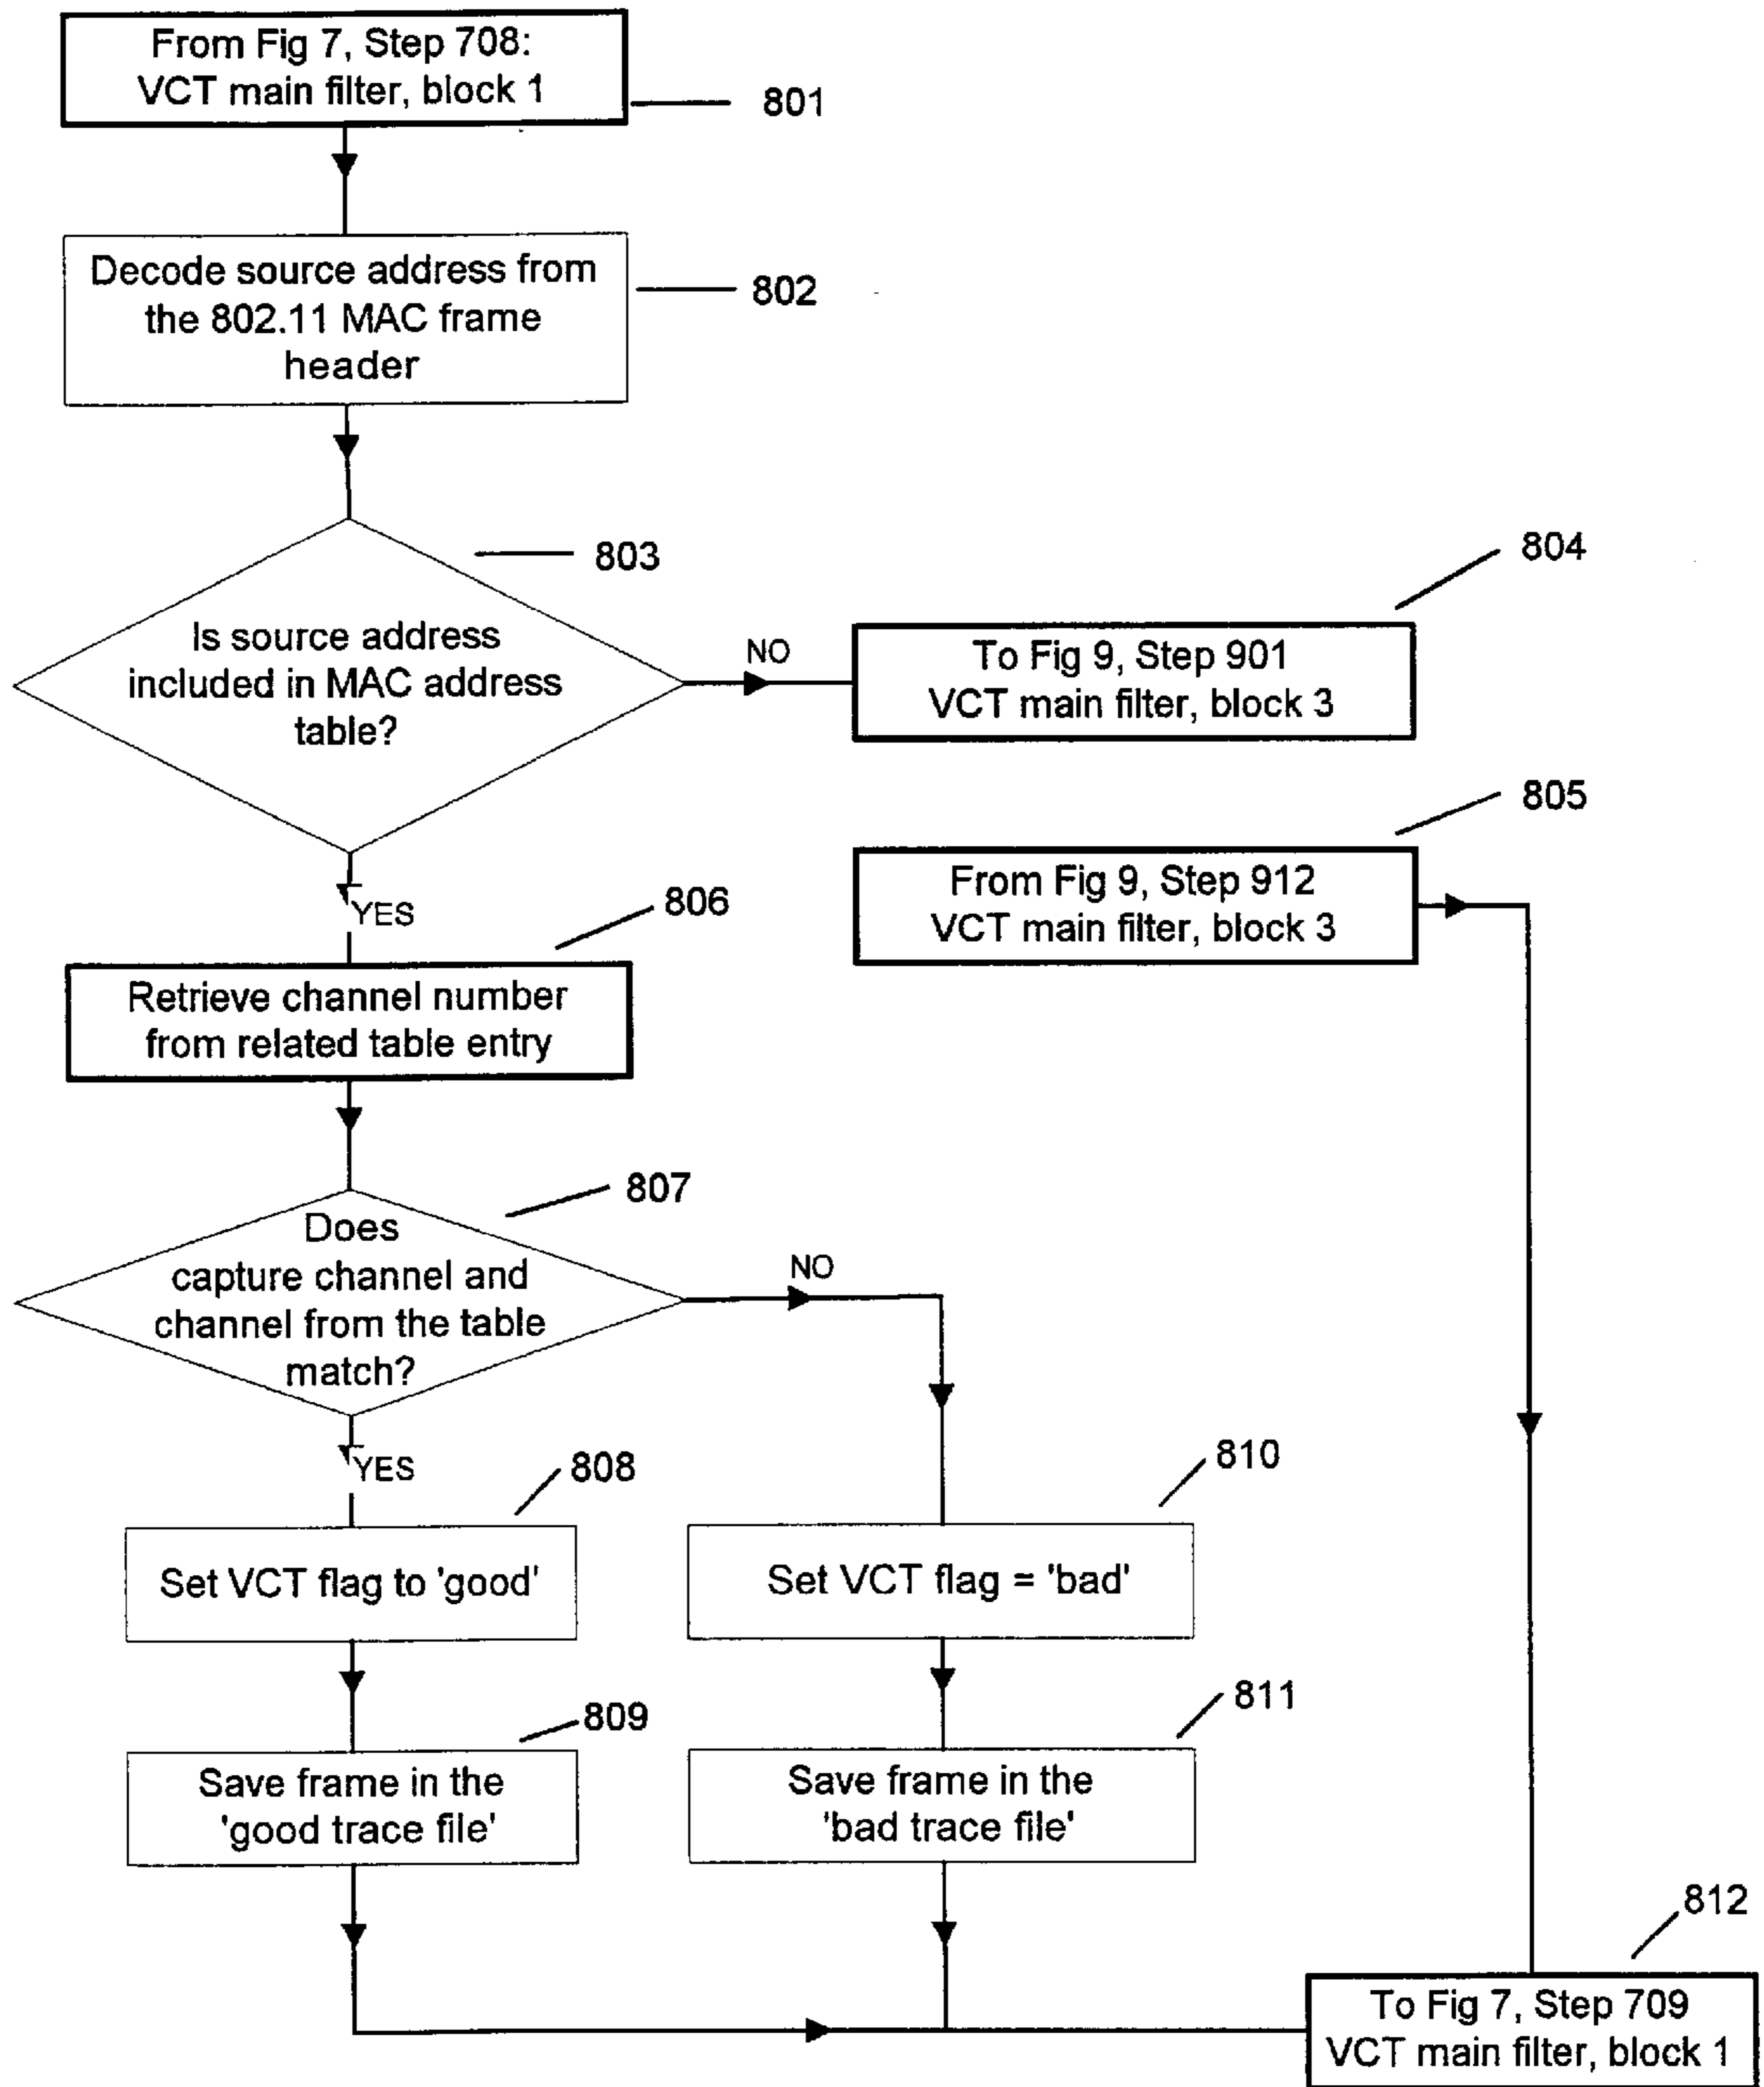 From Fig 7, Step 708:
VCT main filter, block 1
801
Decode source address from
the 802.11 MAC frame
header
802
803
Is source address
included in MAC address
table?
NO
804
To Fig 9, Step 901
VCT main filter, block 3
805
From Fig 9, Step 912
VCT main filter, block 3
YES
806
Retrieve channel number
from related table entry
807
Does
capture channel and
channel from the table
match?
NO
YES
808
Set VCT flag to 'good'
810
Set VCT flag = 'bad'
809
Save frame in the
'good trace file'
811
Save frame in the
'bad trace file'
812
To Fig 7, Step 709
VCT main filter, block 1